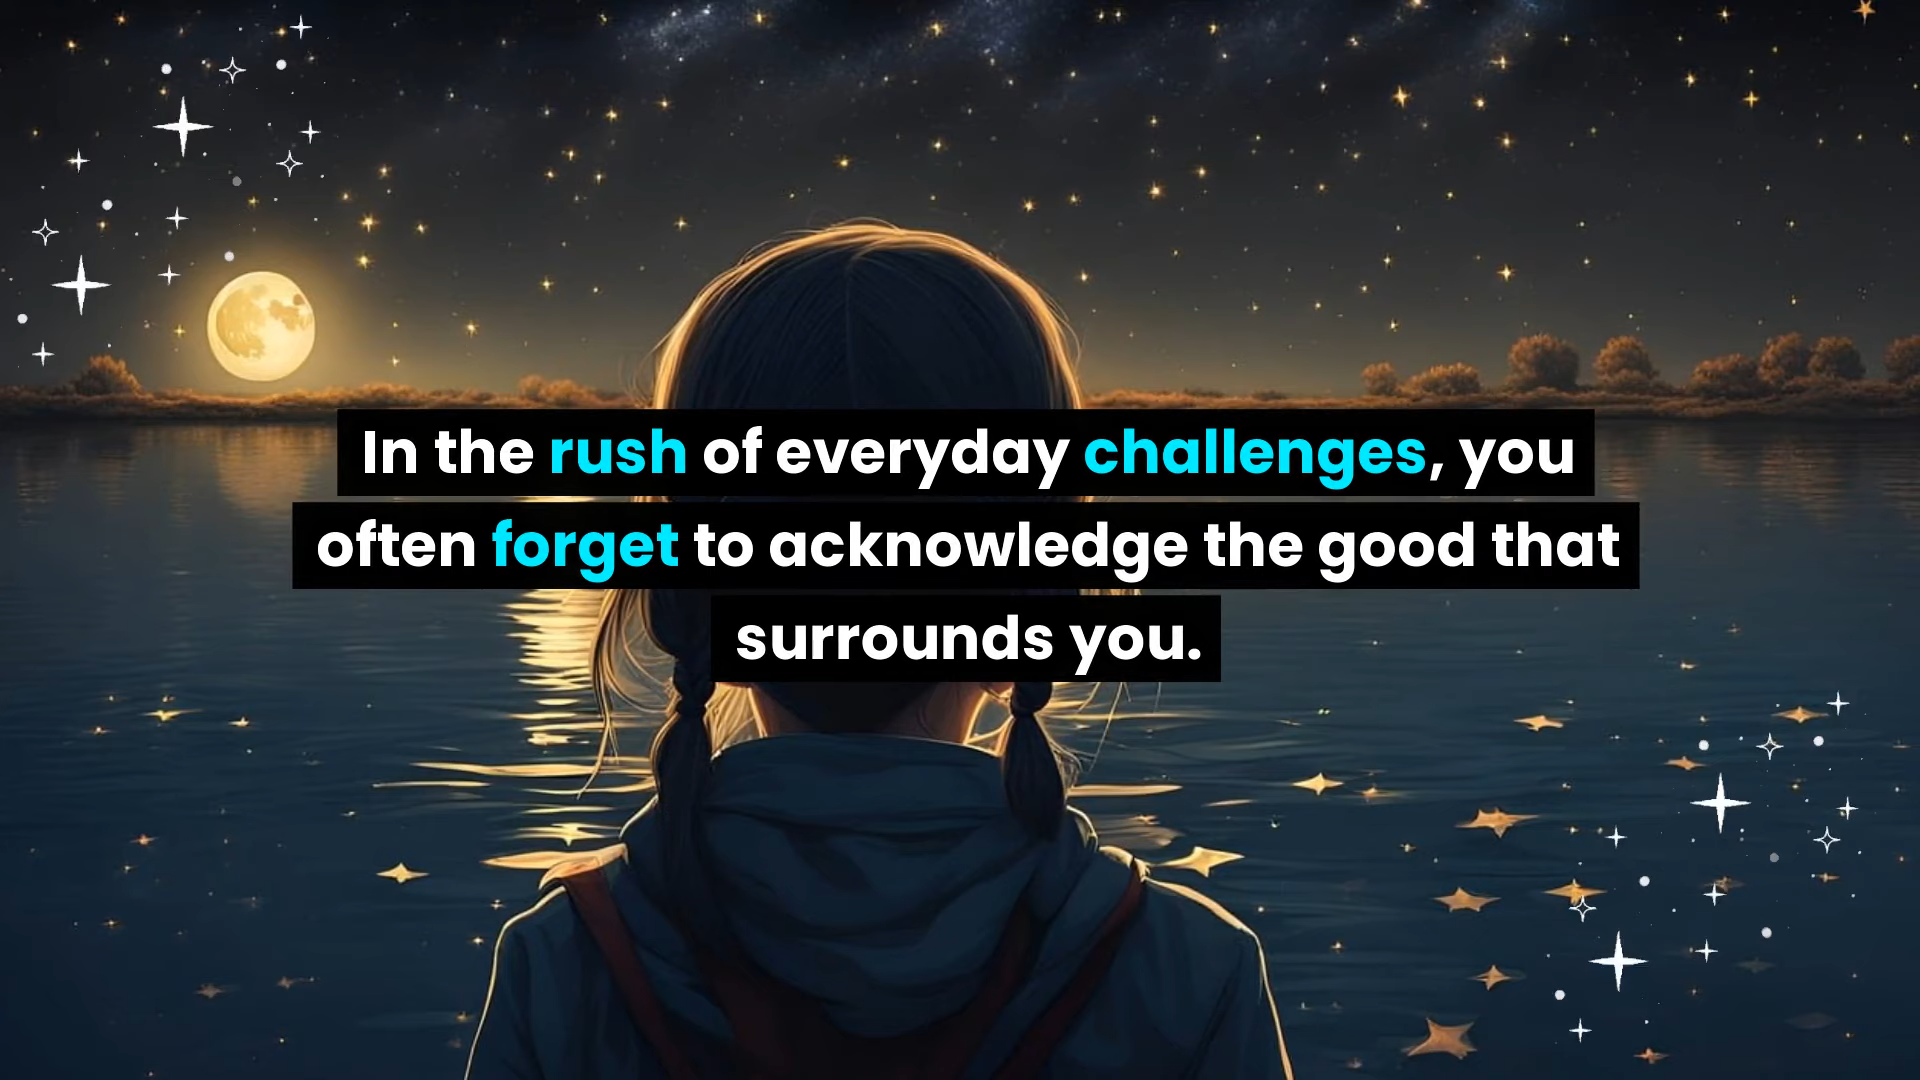 In the rush of everyday challenges, you
often forget to acknowledge the good that
surrounds you.